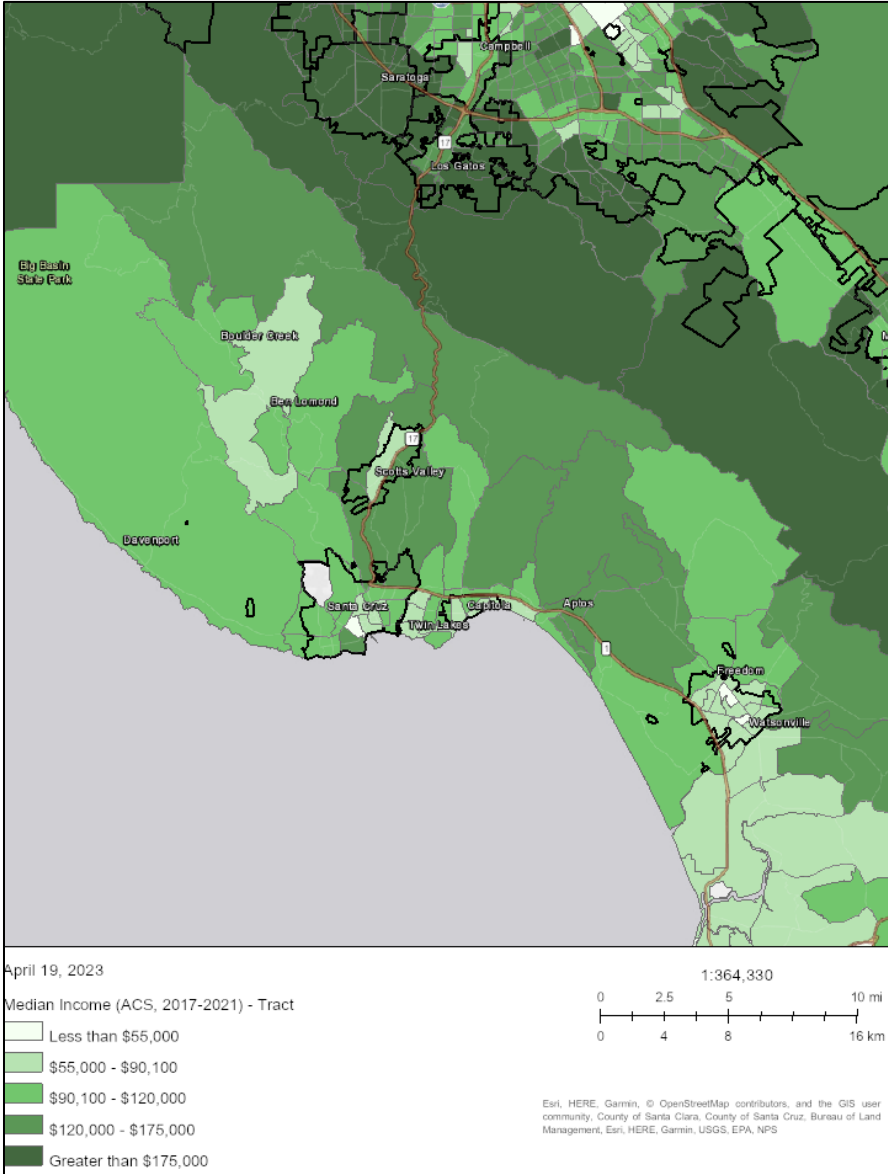 Campbell
Saratoga
17
Los Gatos
Big Basin
State Park
Boulder Creek
Ben Lomond
17
Scotts Valley
Davenport
Santa Cruz
Capitola
Aptos
Twin Lakes
1
Freedom
Watsonville
M
April 19, 2023
Median Income (ACS, 2017-2021) - Tract
Less than $55,000
$55,000 - $90,100
$90,100 - $120,000
$120,000 - $175,000
Greater than $175,000
1:364,330
0 2.5 5 10 mi
0 4 8 16 km
Esri, HERE, Garmin, © OpenStreetMap contributors, and the GIS user
community, County of Santa Clara, County of Santa Cruz, Bureau of Land
Management, Esri, HERE, Garmin, USGS, EPA, NPS